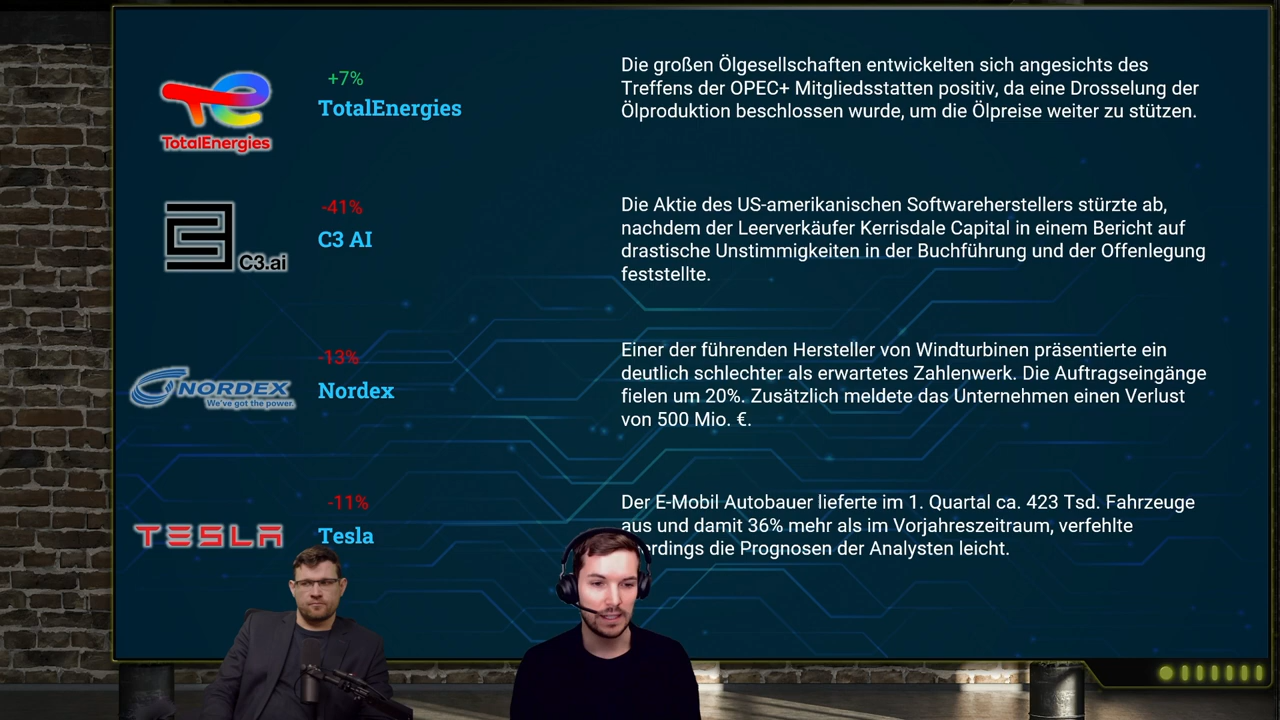 +7%
TotalEnergies
TotalEnergies
Die großen Ölgesellschaften entwickelten sich angesichts des
Treffens der OPEC+ Mitgliedsstatten positiv, da eine Drosselung der
Ölproduktion beschlossen wurde, um die Ölpreise weiter zu stützen.
-41%
C3 AI
C3.ai
Die Aktie des US-amerikanischen Softwareherstellers stürzte ab,
nachdem der Leerverkäufer Kerrisdale Capital in einem Bericht auf
drastische Unstimmigkeiten in der Buchführung und der Offenlegung
feststellte.
-13%
Nordex
NORDEX
We've got the power.
Einer der führenden Hersteller von Windturbinen präsentierte ein
deutlich schlechter als erwartetes Zahlenwerk. Die Auftragseingänge
fielen um 20%. Zusätzlich meldete das Unternehmen einen Verlust
von 500 Mio. €.
-11%
Tesla
TESLA
Der E-Mobil Autobauer lieferte im 1. Quartal ca. 423 Tsd. Fahrzeuge
aus und damit 36% mehr als im Vorjahreszeitraum, verfehlte
die Prognosen der Analysten leicht.